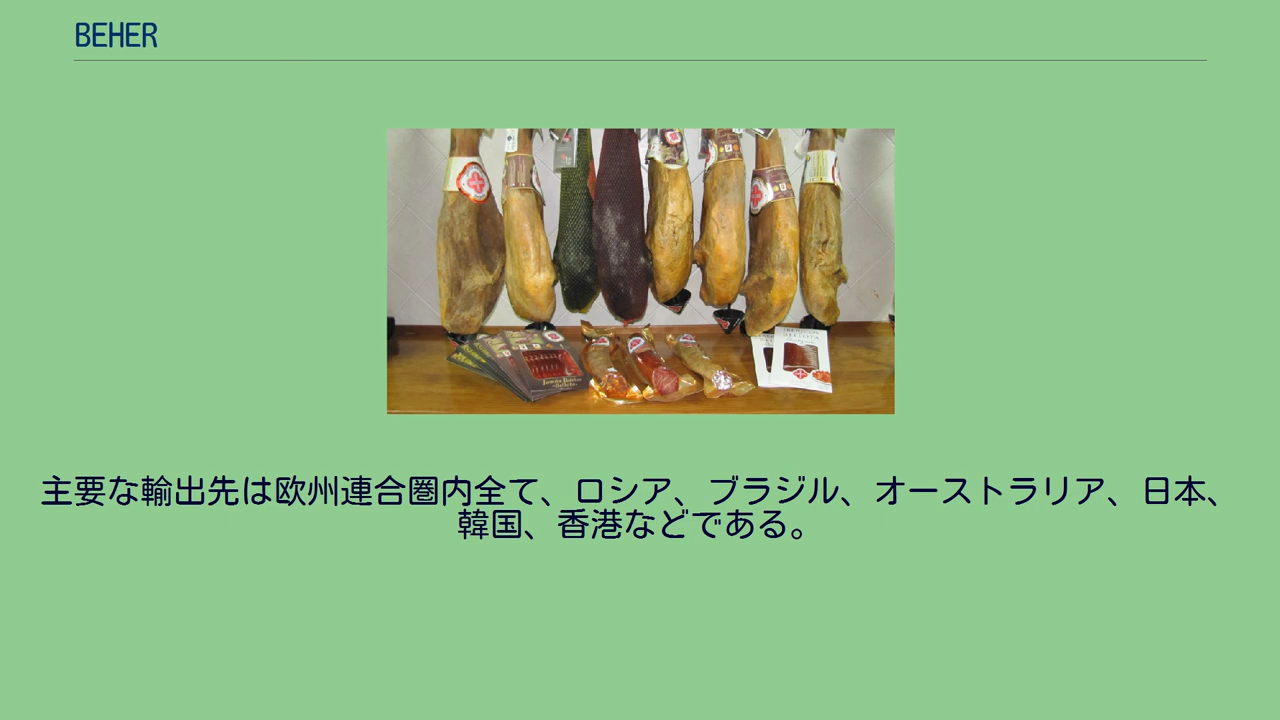 BEHER
主要な輸出先は欧州連合圏内全て、ロシア、ブラジル、オーストラリア、日本、
韓国、香港などである。